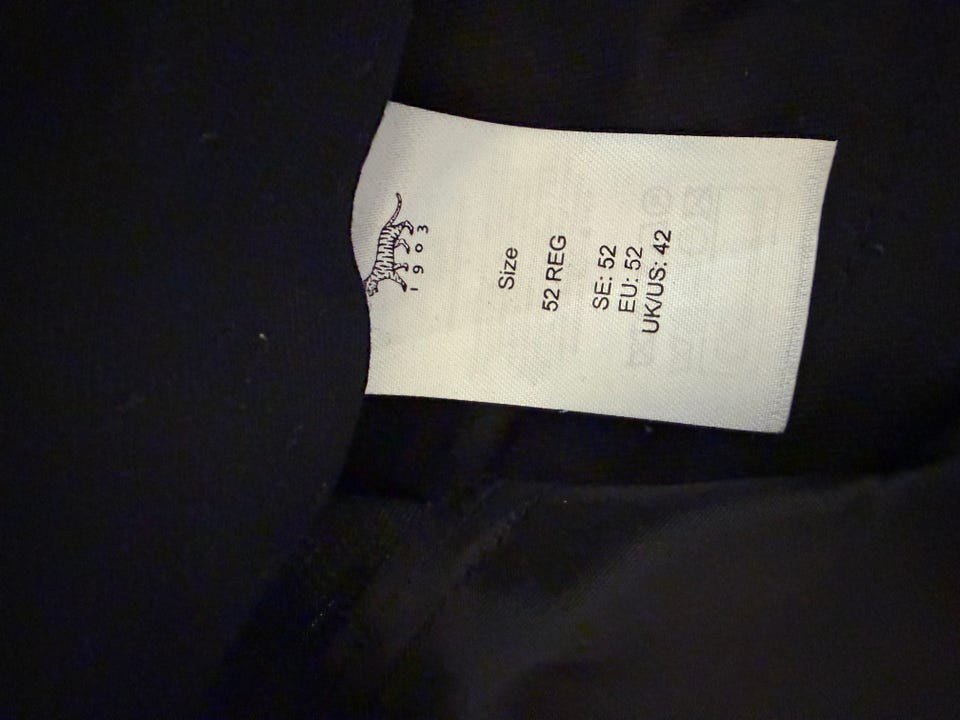 1903
Size
52 REG
SE: 52
EU: 52
UK/US: 42